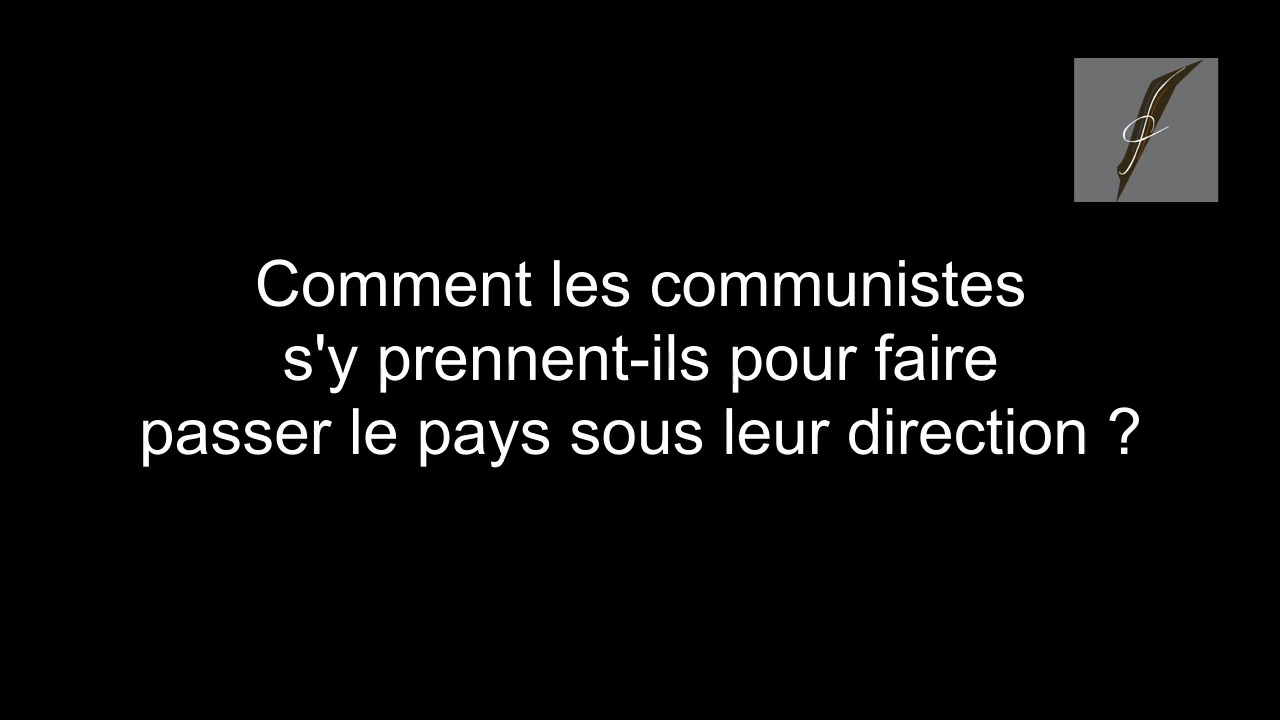 Comment les communistes
s'y prennent-ils pour faire
passer le pays sous leur direction ?